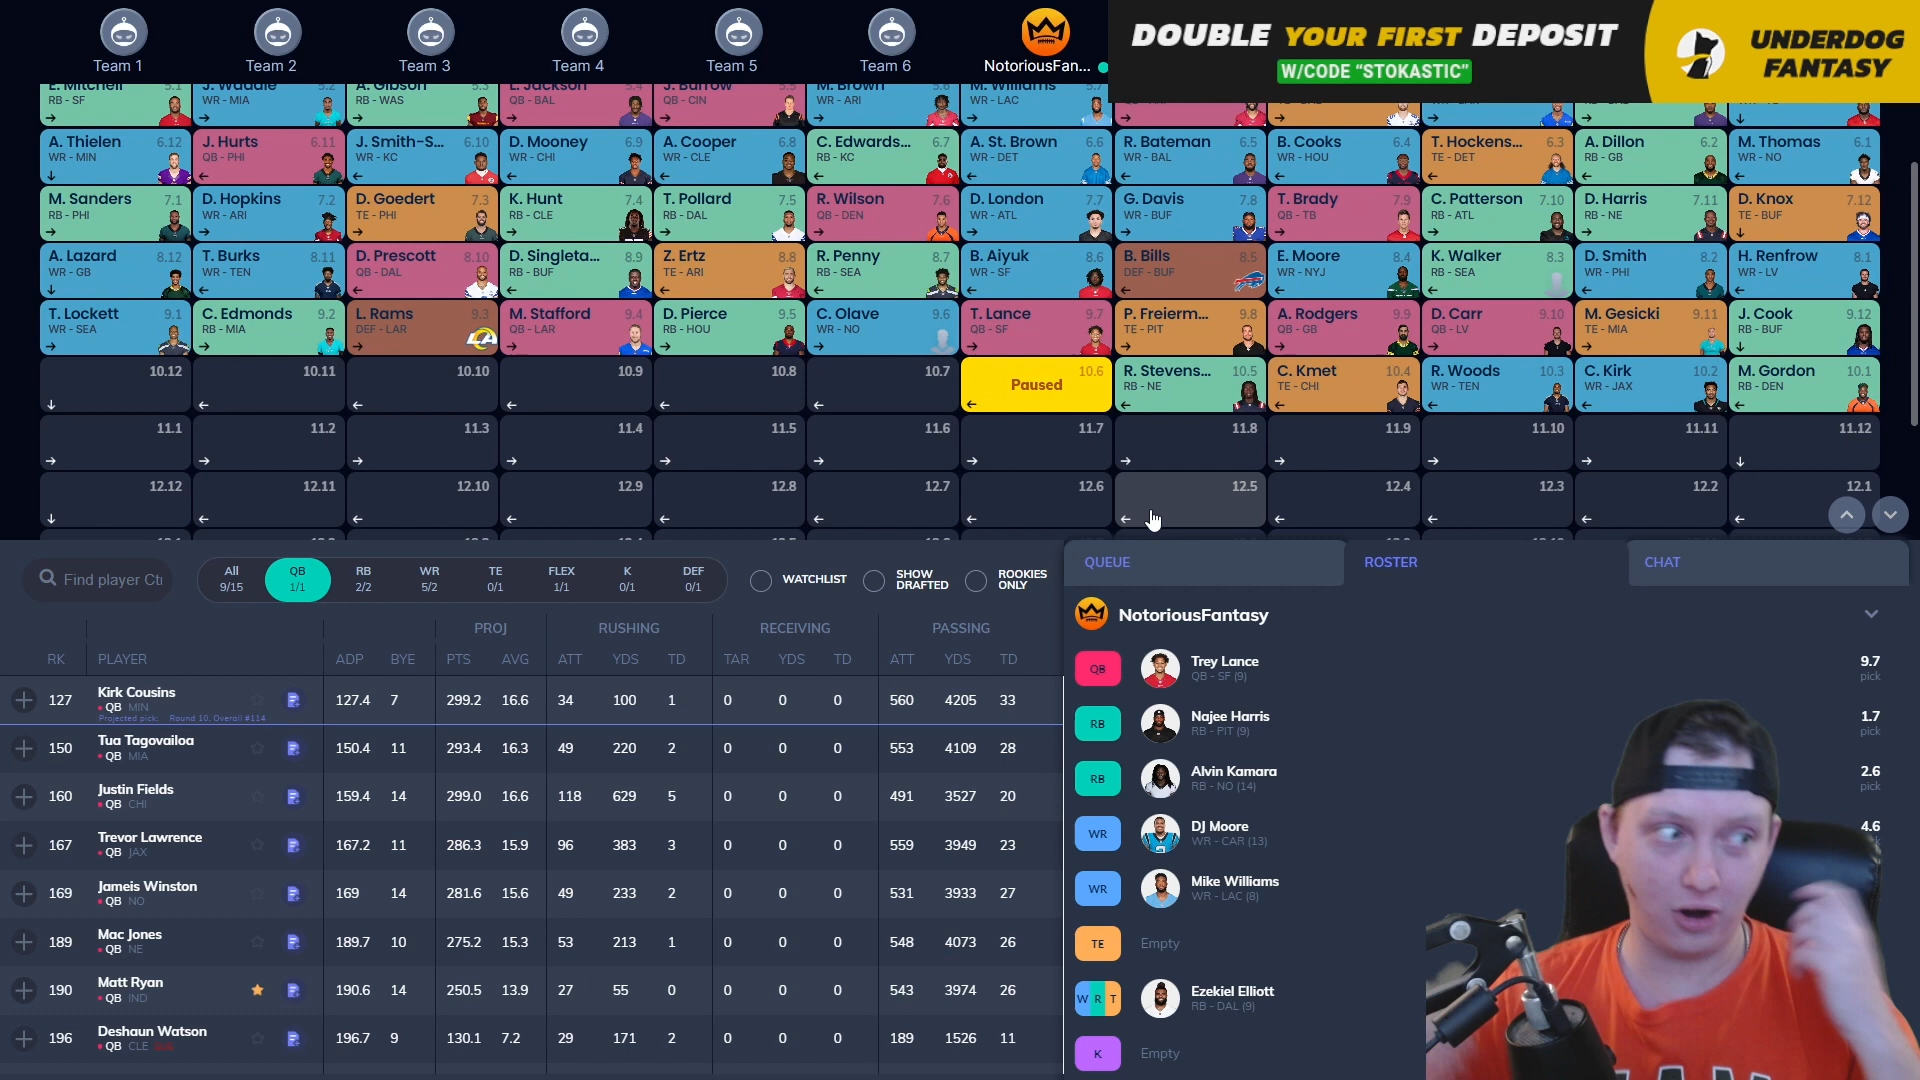 Team 1
Team 2
Team 3
Team 4
Team 5
Team 6
NotoriousFan...
DOUBLE YOUR FIRST DEPOSIT
W/CODE "STOKASTIC"
UNDERDOG
FANTASY
E. Mitchell 5.1
RB - SF
J. Waddle 5.2
WR - MIA
A. Gibson 5.3
RB - WAS
L. Jackson 5.4
QB - BAL
J. Burrow 5.5
QB - CIN
M. Brown 5.6
WR - ARI
M. Williams 5.7
WR - LAC
A. Thielen 6.12
WR - MIN
J. Hurts 6.11
QB - PHI
J. Smith-S... 6.10
WR - KC
D. Mooney 6.9
WR - CHI
A. Cooper 6.8
WR - CLE
C. Edwards... 6.7
RB - KC
A. St. Brown 6.6
WR - DET
R. Bateman 6.5
WR - BAL
B. Cooks 6.4
WR - HOU
T. Hockens... 6.3
TE - DET
A. Dillon 6.2
RB - GB
M. Thomas 6.1
WR - NO
M. Sanders 7.1
RB - PHI
D. Hopkins 7.2
WR - ARI
D. Goedert 7.3
TE - PHI
K. Hunt 7.4
RB - CLE
T. Pollard 7.5
RB - DAL
R. Wilson 7.6
QB - DEN
D. London 7.7
WR - ATL
G. Davis 7.8
WR - BUF
T. Brady 7.9
QB - TB
C. Patterson 7.10
RB - ATL
D. Harris 7.11
RB - NE
D. Knox 7.12
TE - BUF
A. Lazard 8.12
WR - GB
T. Burks 8.11
WR - TEN
D. Prescott 8.10
QB - DAL
D. Singleta... 8.9
RB - BUF
Z. Ertz 8.8
TE - ARI
R. Penny 8.7
RB - SEA
B. Aiyuk 8.6
WR - SF
B. Bills 8.5
DEF - BUF
E. Moore 8.4
WR - NYJ
K. Walker 8.3
RB - SEA
D. Smith 8.2
WR - PHI
H. Renfrow 8.1
WR - LV
T. Lockett 9.1
WR - SEA
C. Edmonds 9.2
RB - MIA
L. Rams 9.3
DEF - LAR
M. Stafford 9.4
QB - LAR
D. Pierce 9.5
RB - HOU
C. Olave 9.6
WR - NO
T. Lance 9.7
QB - SF
P. Freierm... 9.8
TE - PIT
A. Rodgers 9.9
QB - GB
D. Carr 9.10
QB - LV
M. Gesicki 9.11
TE - MIA
J. Cook 9.12
RB - BUF
10.12
10.11
10.10
10.9
10.8
10.7
Paused 10.6
R. Stevens... 10.5
RB - NE
C. Kmet 10.4
TE - CHI
R. Woods 10.3
WR - TEN
C. Kirk 10.2
WR - JAX
M. Gordon 10.1
RB - DEN
11.1
11.2
11.3
11.4
11.5
11.6
11.7
11.8
11.9
11.10
11.11
11.12
12.12
12.11
12.10
12.9
12.8
12.7
12.6
12.5
12.4
12.3
12.2
12.1
Find player Ctr
All
9/15
QB
1/1
RB
2/2
WR
5/2
TE
0/1
FLEX
1/1
K
0/1
DEF
0/1
WATCHLIST
SHOW
DRAFTED
ROOKIES
ONLY
PROJ RUSHING RECEIVING PASSING
RK PLAYER ADP BYE PTS AVG ATT YDS TD TAR YDS TD ATT YDS TD
127 Kirk Cousins 127.4 7 299.2 16.6 34 100 1 0 0 0 560 4205 33
QB MIN
Projected pick: Round 10, Overall #114
150 Tua Tagovailoa 150.4 11 293.4 16.3 49 220 2 0 0 0 553 4109 28
QB MIA
160 Justin Fields 159.4 14 299.0 16.6 118 629 5 0 0 0 491 3527 20
QB CHI
167 Trevor Lawrence 167.2 11 286.3 15.9 96 383 3 0 0 0 559 3949 23
QB JAX
169 Jameis Winston 169 14 281.6 15.6 49 233 2 0 0 0 531 3933 27
QB NO
189 Mac Jones 189.7 10 275.2 15.3 53 213 1 0 0 0 548 4073 26
QB NE
190 Matt Ryan 190.6 14 250.5 13.9 27 55 0 0 0 0 543 3974 26
QB IND
196 Deshaun Watson 196.7 9 130.1 7.2 29 171 2 0 0 0 189 1526 11
QB CLE
QUEUE
ROSTER
CHAT
NotoriousFantasy
QB Trey Lance 9.7
QB - SF (9) pick
RB Najee Harris 1.7
RB - PIT (9) pick
RB Alvin Kamara 2.6
RB - NO (14) pick
WR DJ Moore 4.6
WR - CAR (13)
WR Mike Williams
WR - LAC (8)
TE Empty
W R T Ezekiel Elliott
RB - DAL (9)
K Empty